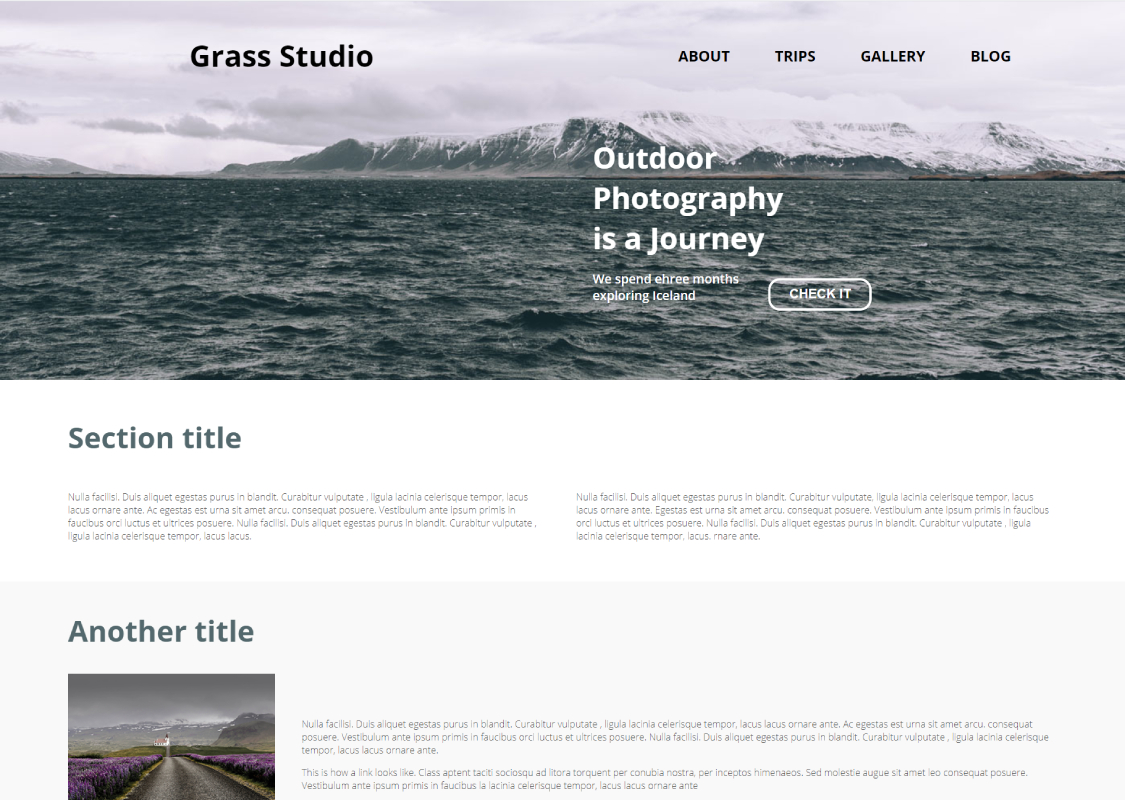 Grass Studio
ABOUT TRIPS GALLERY BLOG
Outdoor
Photography
is a Journey
We spend ehree months
exploring Iceland
CHECK IT
Section title
Nulla facilisi. Duis aliquet egestas purus in blandit. Curabitur vulputate , ligula lacinia celerisque tempor, lacus
lacus ornare ante. Ac egestas est urna sit amet arcu. consequat posuere. Vestibulum ante ipsum primis in
faucibus orci luctus et ultrices posuere. Nulla facilisi. Duis aliquet egestas purus in blandit. Curabitur vulputate ,
ligula lacinia celerisque tempor, lacus lacus.
Nulla facilisi. Duis aliquet egestas purus in blandit. Curabitur vulputate, ligula lacinia celerisque tempor, lacus
lacus ornare ante. Egestas est urna sit amet arcu. consequat posuere. Vestibulum ante ipsum primis in faucibus
orci luctus et ultrices posuere. Nulla facilisi. Duis aliquet egestas purus in blandit. Curabitur vulputate , ligula
lacinia celerisque tempor, lacus. rnare ante.
Another title
Nulla facilisi. Duis aliquet egestas purus in blandit. Curabitur vulputate , ligula lacinia celerisque tempor, lacus lacus ornare ante. Ac egestas est urna sit amet arcu. consequat
posuere. Vestibulum ante ipsum primis in faucibus orci luctus et ultrices posuere. Nulla facilisi. Duis aliquet egestas purus in blandit. Curabitur vulputate , ligula lacinia celerisque
tempor, lacus lacus ornare ante.
This is how a link looks like. Class aptent taciti sociosqu ad litora torquent per conubia nostra, per inceptos himenaeos. Sed molestie augue sit amet leo consequat posuere.
Vestibulum ante ipsum primis in faucibus la lacinia celerisque tempor, lacus lacus ornare ante